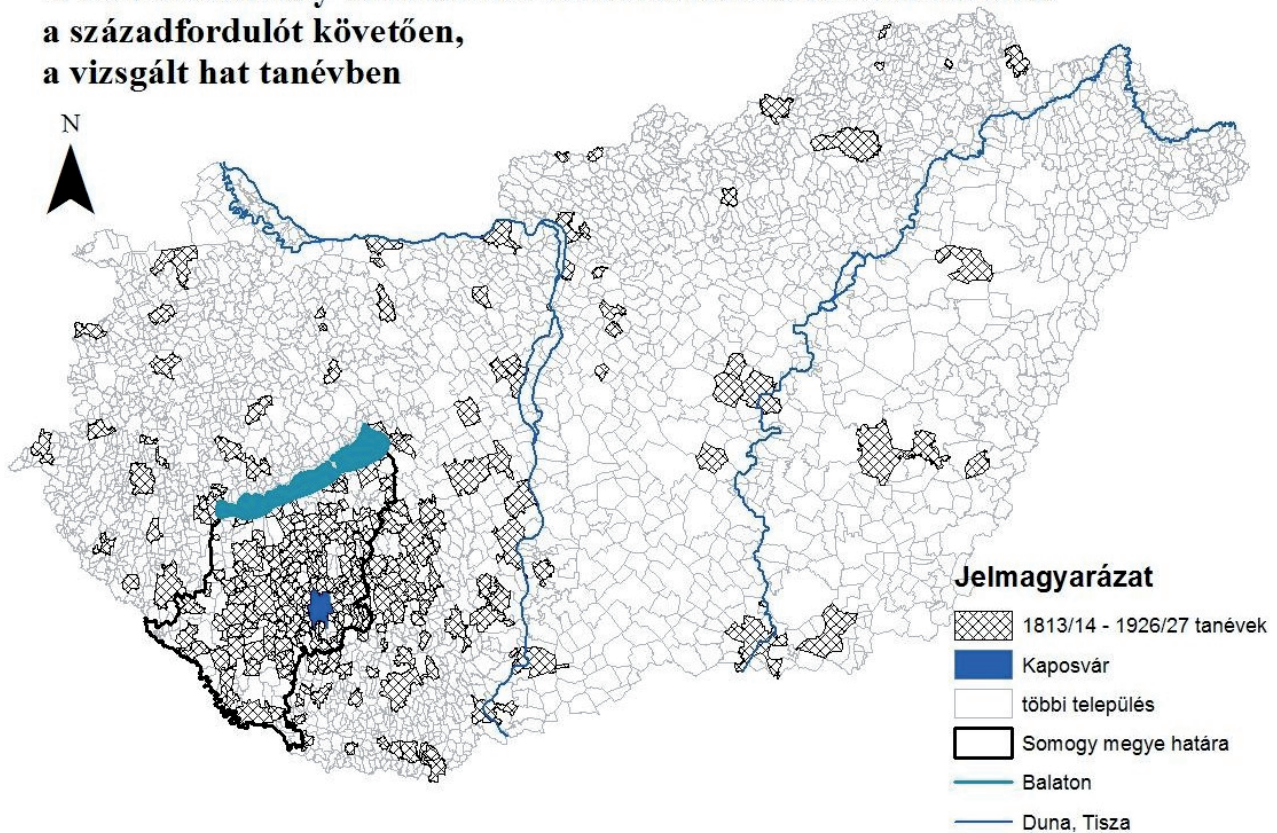 a századfordulót követően,
a vizsgált hat tanévben
N
Jelmagyarázat
1813/14 - 1926/27 tanévek
Kaposvár
többi település
Somogy megye határa
Balaton
Duna, Tisza